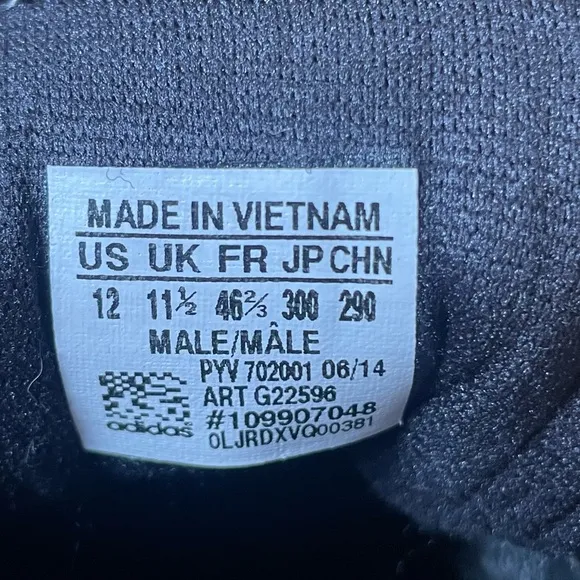 MADE IN VIETNAM
US UK FR JP CHN
12 11½ 46⅔ 300 290
MALE/MÂLE
PYV 702001 06/14
ART G22596
#109907048
adidas 0LJRDXVQ00381